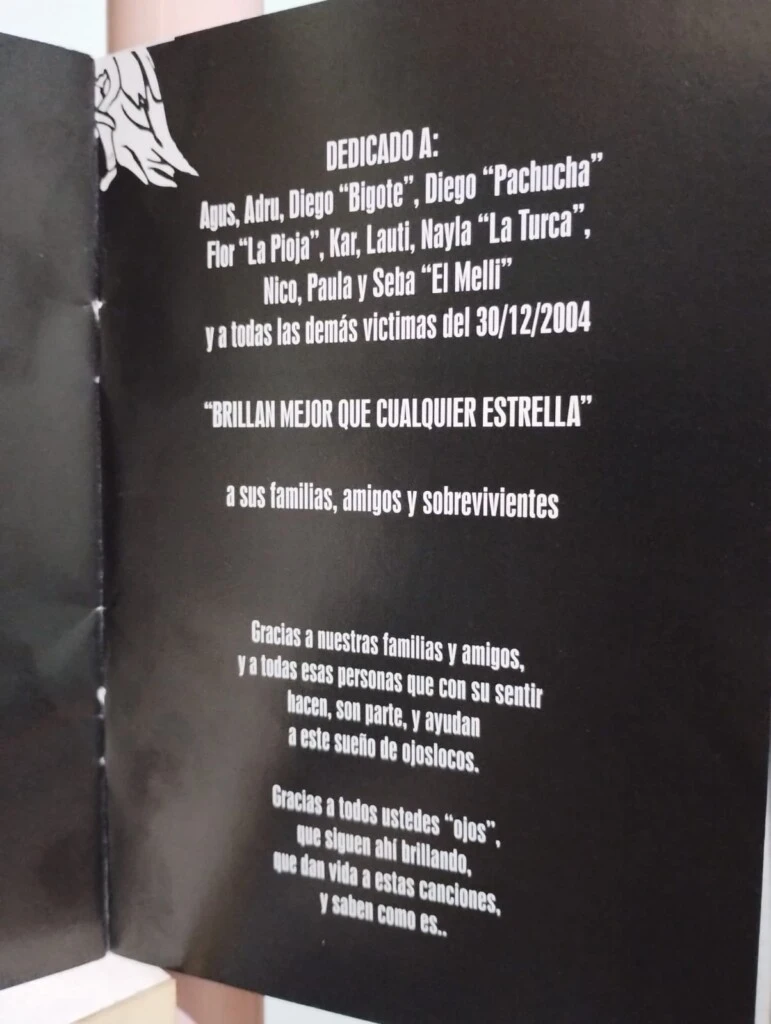 DEDICADO A:
Agus, Adru, Diego “Bigote”, Diego “Pachucha”
Flor “La Pioja”, Kar, Lauti, Nayla “La Turca”,
Nico, Paula y Seba “El Melli”
y a todas las demás victimas del 30/12/2004
“BRILLAN MEJOR QUE CUALQUIER ESTRELLA”
a sus familias, amigos y sobrevivientes
Gracias a nuestras familias y amigos,
y a todas esas personas que con su sentir
hacen, son parte, y ayudan
a este sueño de ojoslocos.
Gracias a todos ustedes “ojos”,
que siguen ahí brillando,
que dan vida a estas canciones,
y saben como es..